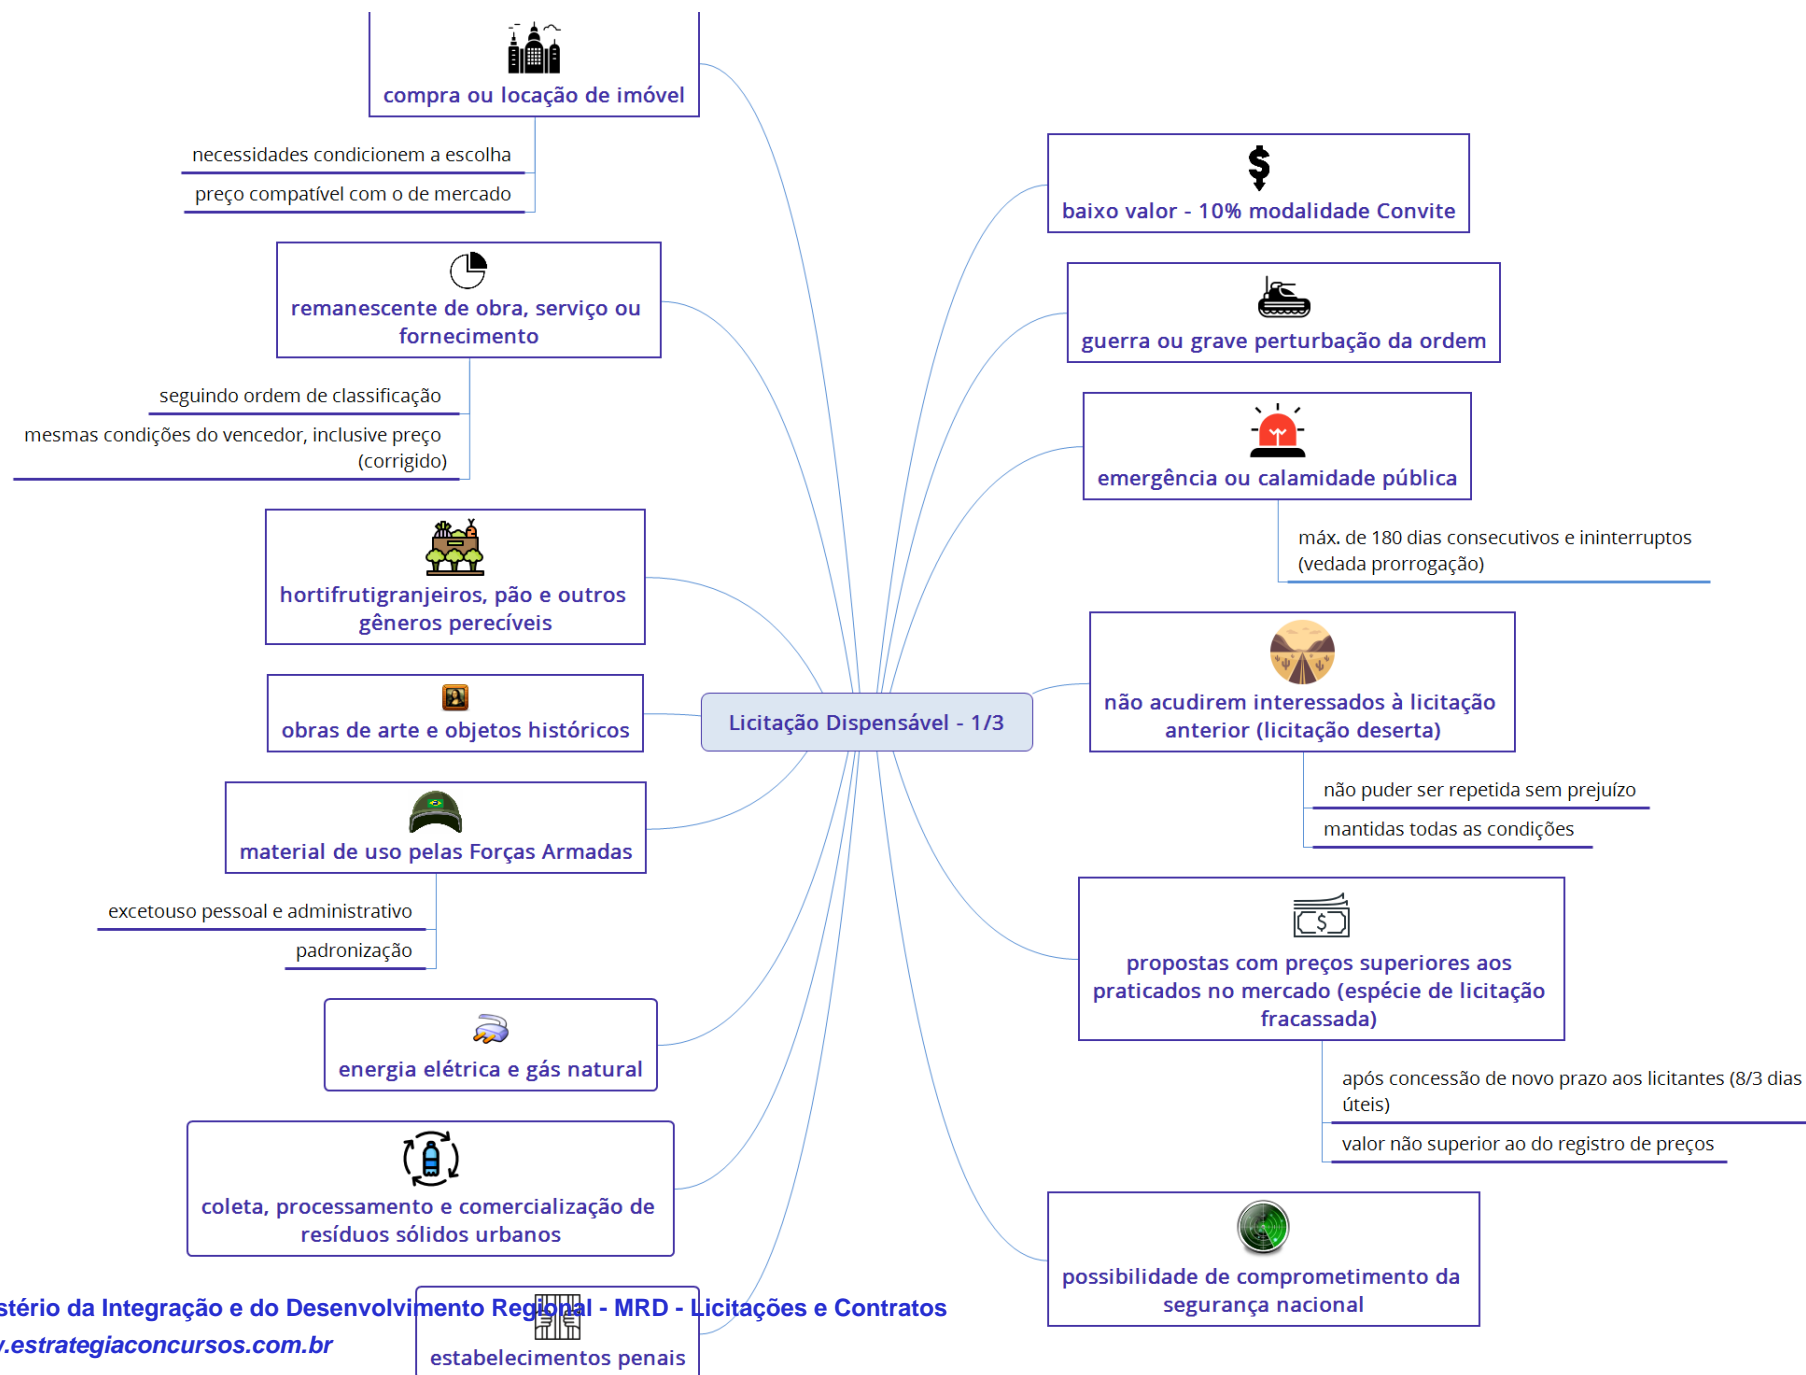 compra ou locação de imóvel
necessidades condicionem a escolha
preço compatível com o de mercado
remanescente de obra, serviço ou
fornecimento
seguindo ordem de classificação
mesmas condições do vencedor, inclusive preço
(corrigido)
hortifrutigranjeiros, pão e outros
gêneros perecíveis
obras de arte e objetos históricos
material de uso pelas Forças Armadas
excetouso pessoal e administrativo
padronização
energia elétrica e gás natural
coleta, processamento e comercialização de
resíduos sólidos urbanos
estabelecimentos penais
Licitação Dispensável - 1/3
baixo valor - 10% modalidade Convite
guerra ou grave perturbação da ordem
emergência ou calamidade pública
máx. de 180 dias consecutivos e ininterruptos
(vedada prorrogação)
não acudirem interessados à licitação
anterior (licitação deserta)
não puder ser repetida sem prejuízo
mantidas todas as condições
propostas com preços superiores aos
praticados no mercado (espécie de licitação
fracassada)
após concessão de novo prazo aos licitantes (8/3 dias
úteis)
valor não superior ao do registro de preços
possibilidade de comprometimento da
segurança nacional
stério da Integração e do Desenvolvimento Regional - MRD - Licitações e Contratos
.estrategiaconcursos.com.br